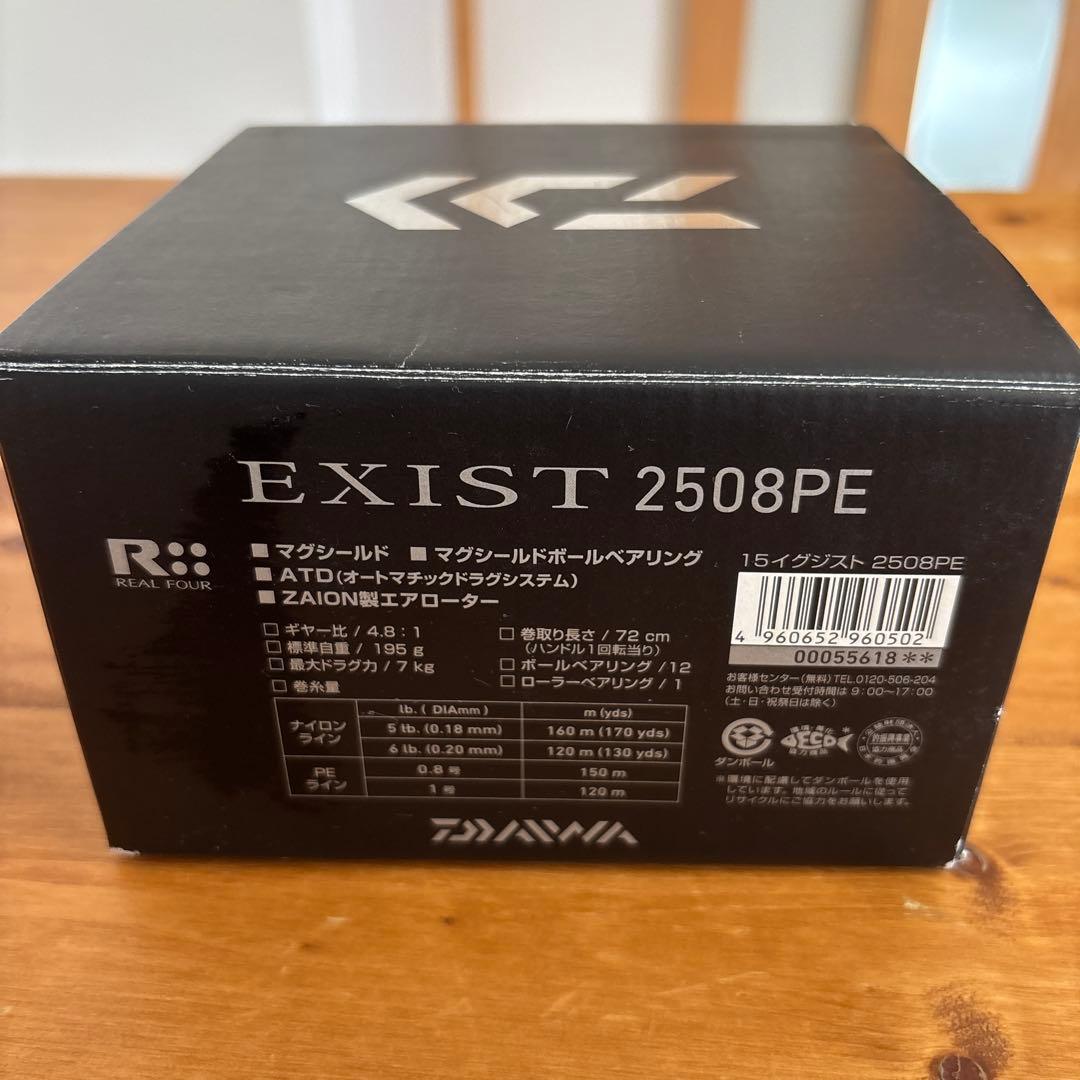 EXIST 2508PE
R
REAL FOUR
■ マグシールド ■ マグシールドボールベアリング
■ ATD(オートマチックドラグシステム)
■ ZAION製エアローター
□ ギヤー比 / 4.8:1
□ 標準自重 / 195 g
□ 最大ドラグ力 / 7 kg
□ 巻取り長さ / 72 cm
(ハンドル1回転当り)
□ ボールベアリング /12
□ ローラーベアリング / 1
□ 巻糸量
lb. ( DIAmm ) m (yds)
ナイロンライン 5 lb. (0.18 mm) 160 m (170 yds)
6 lb. (0.20 mm) 120 m (130 yds)
PEライン 0.8 号 150 m
1 号 120 m
DAIWA
15イグジスト 2508PE
4 960652 960502
00055618**
お客様センター(無料)TEL.0120-506-204
お問い合わせ受付時間は 9:00〜17:00
(土・日・祝祭日は除く)
ダンボール
ECO
協力商品
※環境に配慮してダンボールを使用
しています。地域のルールに従って
リサイクルにご協力をお願いします。